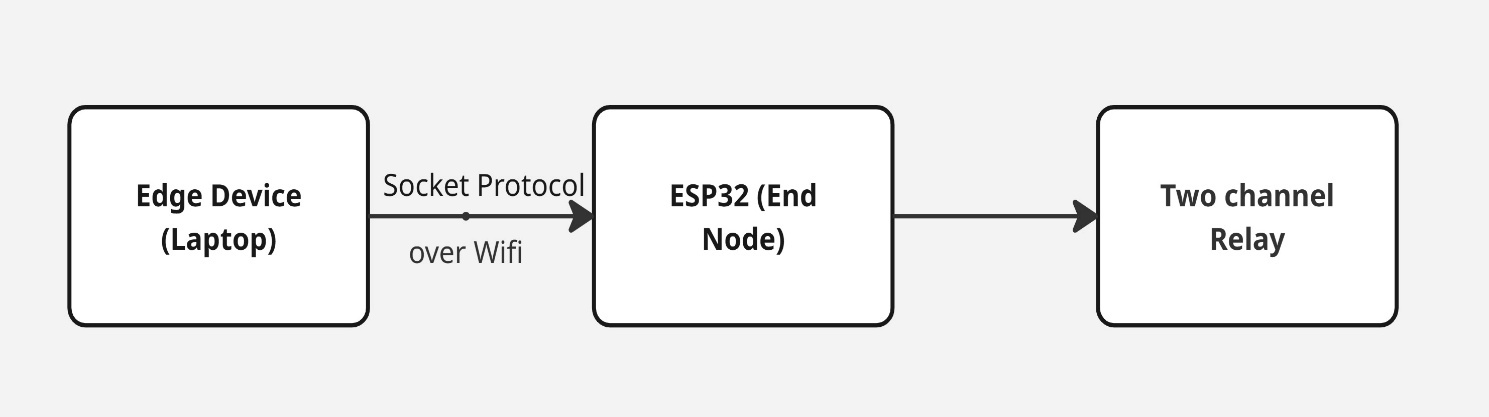 Edge Device
(Laptop)
Socket Protocol
over Wifi
ESP32 (End
Node)
Two channel
Relay